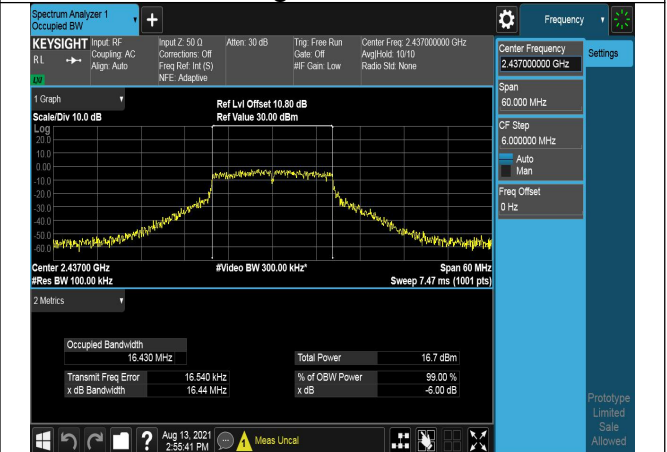 Spectrum Analyzer 1
Occupied BW
+
Frequency
KEYSIGHT
RL
LXI
Input: RF
Coupling: AC
Align: Auto
Input Z: 50 Ω
Corrections: Off
Freq Ref: Int (S)
NFE: Adaptive
Atten: 30 dB
Trig: Free Run
Gate: Off
#IF Gain: Low
Center Freq: 2.437000000 GHz
Avg|Hold: 10/10
Radio Std: None
Center Frequency
2.437000000 GHz
Settings
Span
60.000 MHz
CF Step
6.000000 MHz
Auto
Man
Freq Offset
0 Hz
1 Graph
Scale/Div 10.0 dB
Ref Lvl Offset 10.80 dB
Ref Value 30.00 dBm
Log
20.0
10.0
0.00
-10.0
-20.0
-30.0
-40.0
-50.0
-60.0
Center 2.43700 GHz
#Res BW 100.00 kHz
#Video BW 300.00 kHz*
Span 60 MHz
Sweep 7.47 ms (1001 pts)
2 Metrics
Occupied Bandwidth
16.430 MHz
Total Power 16.7 dBm
Transmit Freq Error 16.540 kHz
% of OBW Power 99.00 %
x dB Bandwidth 16.44 MHz
x dB -6.00 dB
Prototype
Limited
Sale
Allowed
?
Aug 13, 2021
2:55:41 PM
Meas Uncal